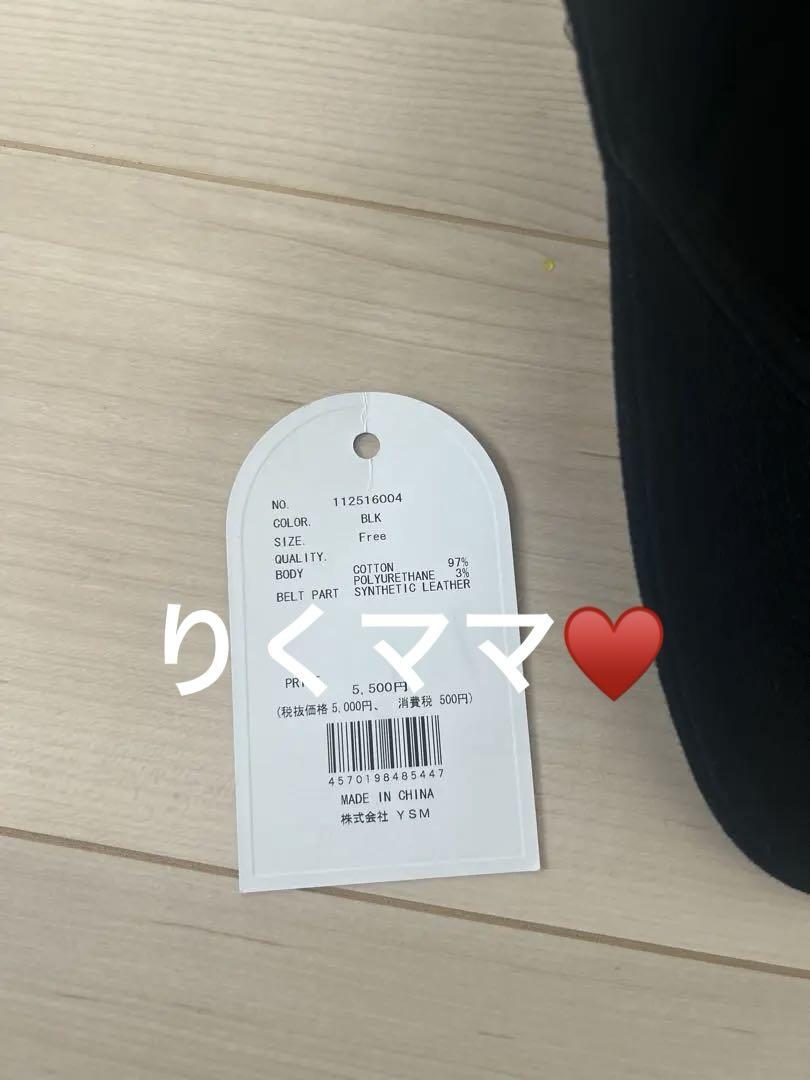 NO. 112516004
COLOR. BLK
SIZE. Free
QUALITY.
BODY COTTON 97%
POLYURETHANE 3%
BELT PART SYNTHETIC LEATHER
りくママ♥️
5,500円
(税抜価格 5,000円、 消費税 500円)
4570198485447
MADE IN CHINA
株式会社 YSM